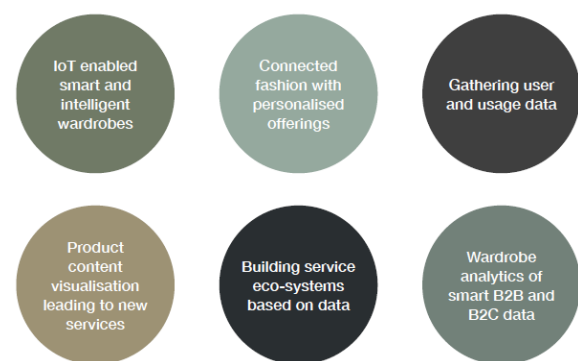 IoT enabled
smart and
intelligent
wardrobes
Connected
fashion with
personalised
offerings
Gathering user
and usage data
Product
content
visualisation
leading to new
services
Building service
eco-systems
based on data
Wardrobe
analytics of
smart B2B and
B2C data